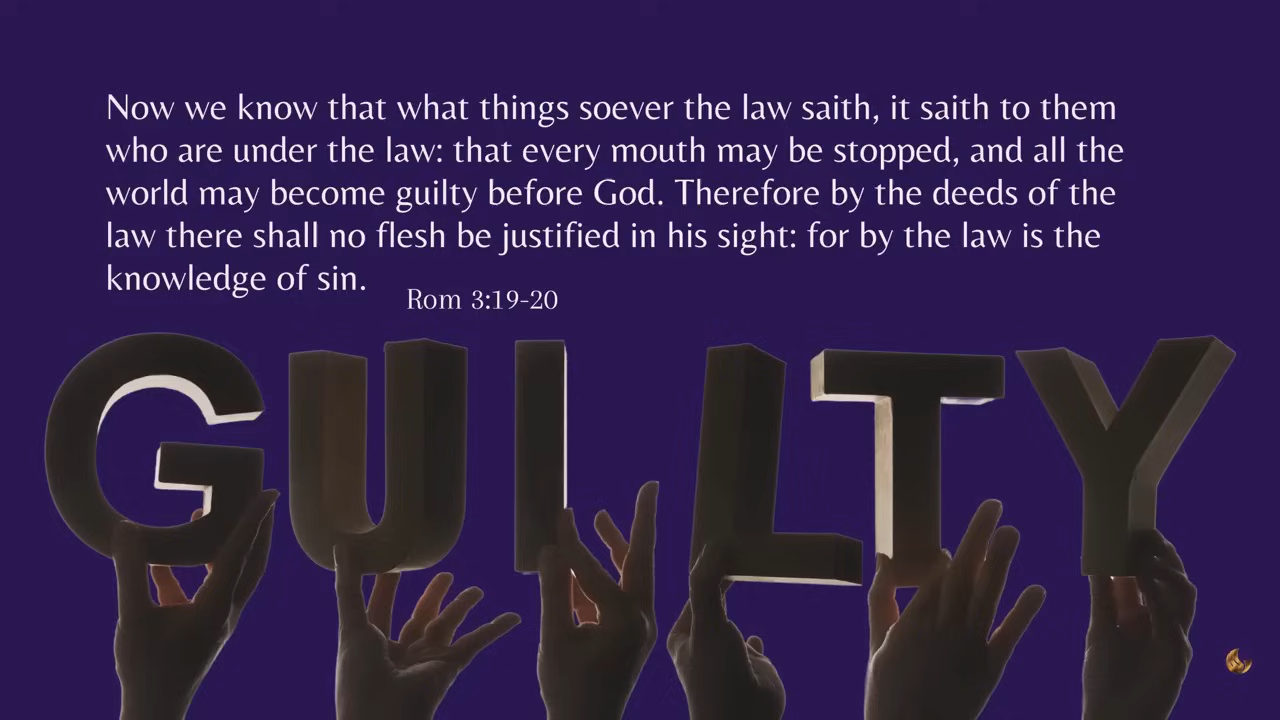 Now we know that what things soever the law saith, it saith to them
who are under the law: that every mouth may be stopped, and all the
world may become guilty before God. Therefore by the deeds of the
law there shall no flesh be justified in his sight: for by the law is the
knowledge of sin.
Rom 3:19-20
GUILTY